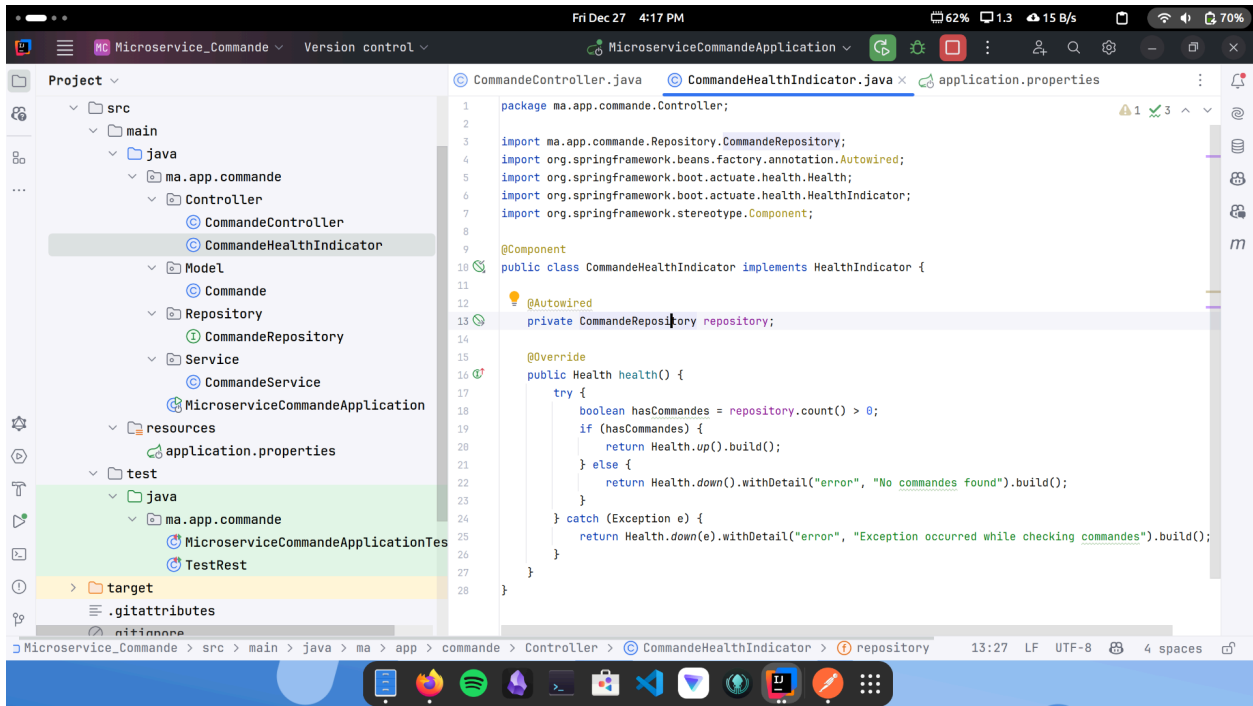 Fri Dec 27 4:17 PM
62% 1.3 15 B/s 70%
MC Microservice_Commande Version control MicroserviceCommandeApplication
Project
src
main
java
ma.app.commande
Controller
CommandeController
CommandeHealthIndicator
Model
Commande
Repository
CommandeRepository
Service
CommandeService
MicroserviceCommandeApplication
resources
application.properties
test
java
ma.app.commande
MicroserviceCommandeApplicationTes
TestRest
target
.gitattributes
.gitignore
CommandeController.java CommandeHealthIndicator.java application.properties
1 package ma.app.commande.Controller;
1 3
2
3 import ma.app.commande.Repository.CommandeRepository;
4 import org.springframework.beans.factory.annotation.Autowired;
5 import org.springframework.boot.actuate.health.Health;
6 import org.springframework.boot.actuate.health.HealthIndicator;
7 import org.springframework.stereotype.Component;
8
9 @Component
10 public class CommandeHealthIndicator implements HealthIndicator {
11
12 @Autowired
13 private CommandeRepository repository;
14
15 @Override
16 public Health health() {
17 try {
18 boolean hasCommandes = repository.count() > 0;
19 if (hasCommandes) {
20 return Health.up().build();
21 } else {
22 return Health.down().withDetail("error", "No commandes found").build();
23 }
24 } catch (Exception e) {
25 return Health.down(e).withDetail("error", "Exception occurred while checking commandes").build();
26 }
27 }
28 }
m
Microservice_Commande > src > main > java > ma > app > commande > Controller > CommandeHealthIndicator > repository 13:27 LF UTF-8 4 spaces